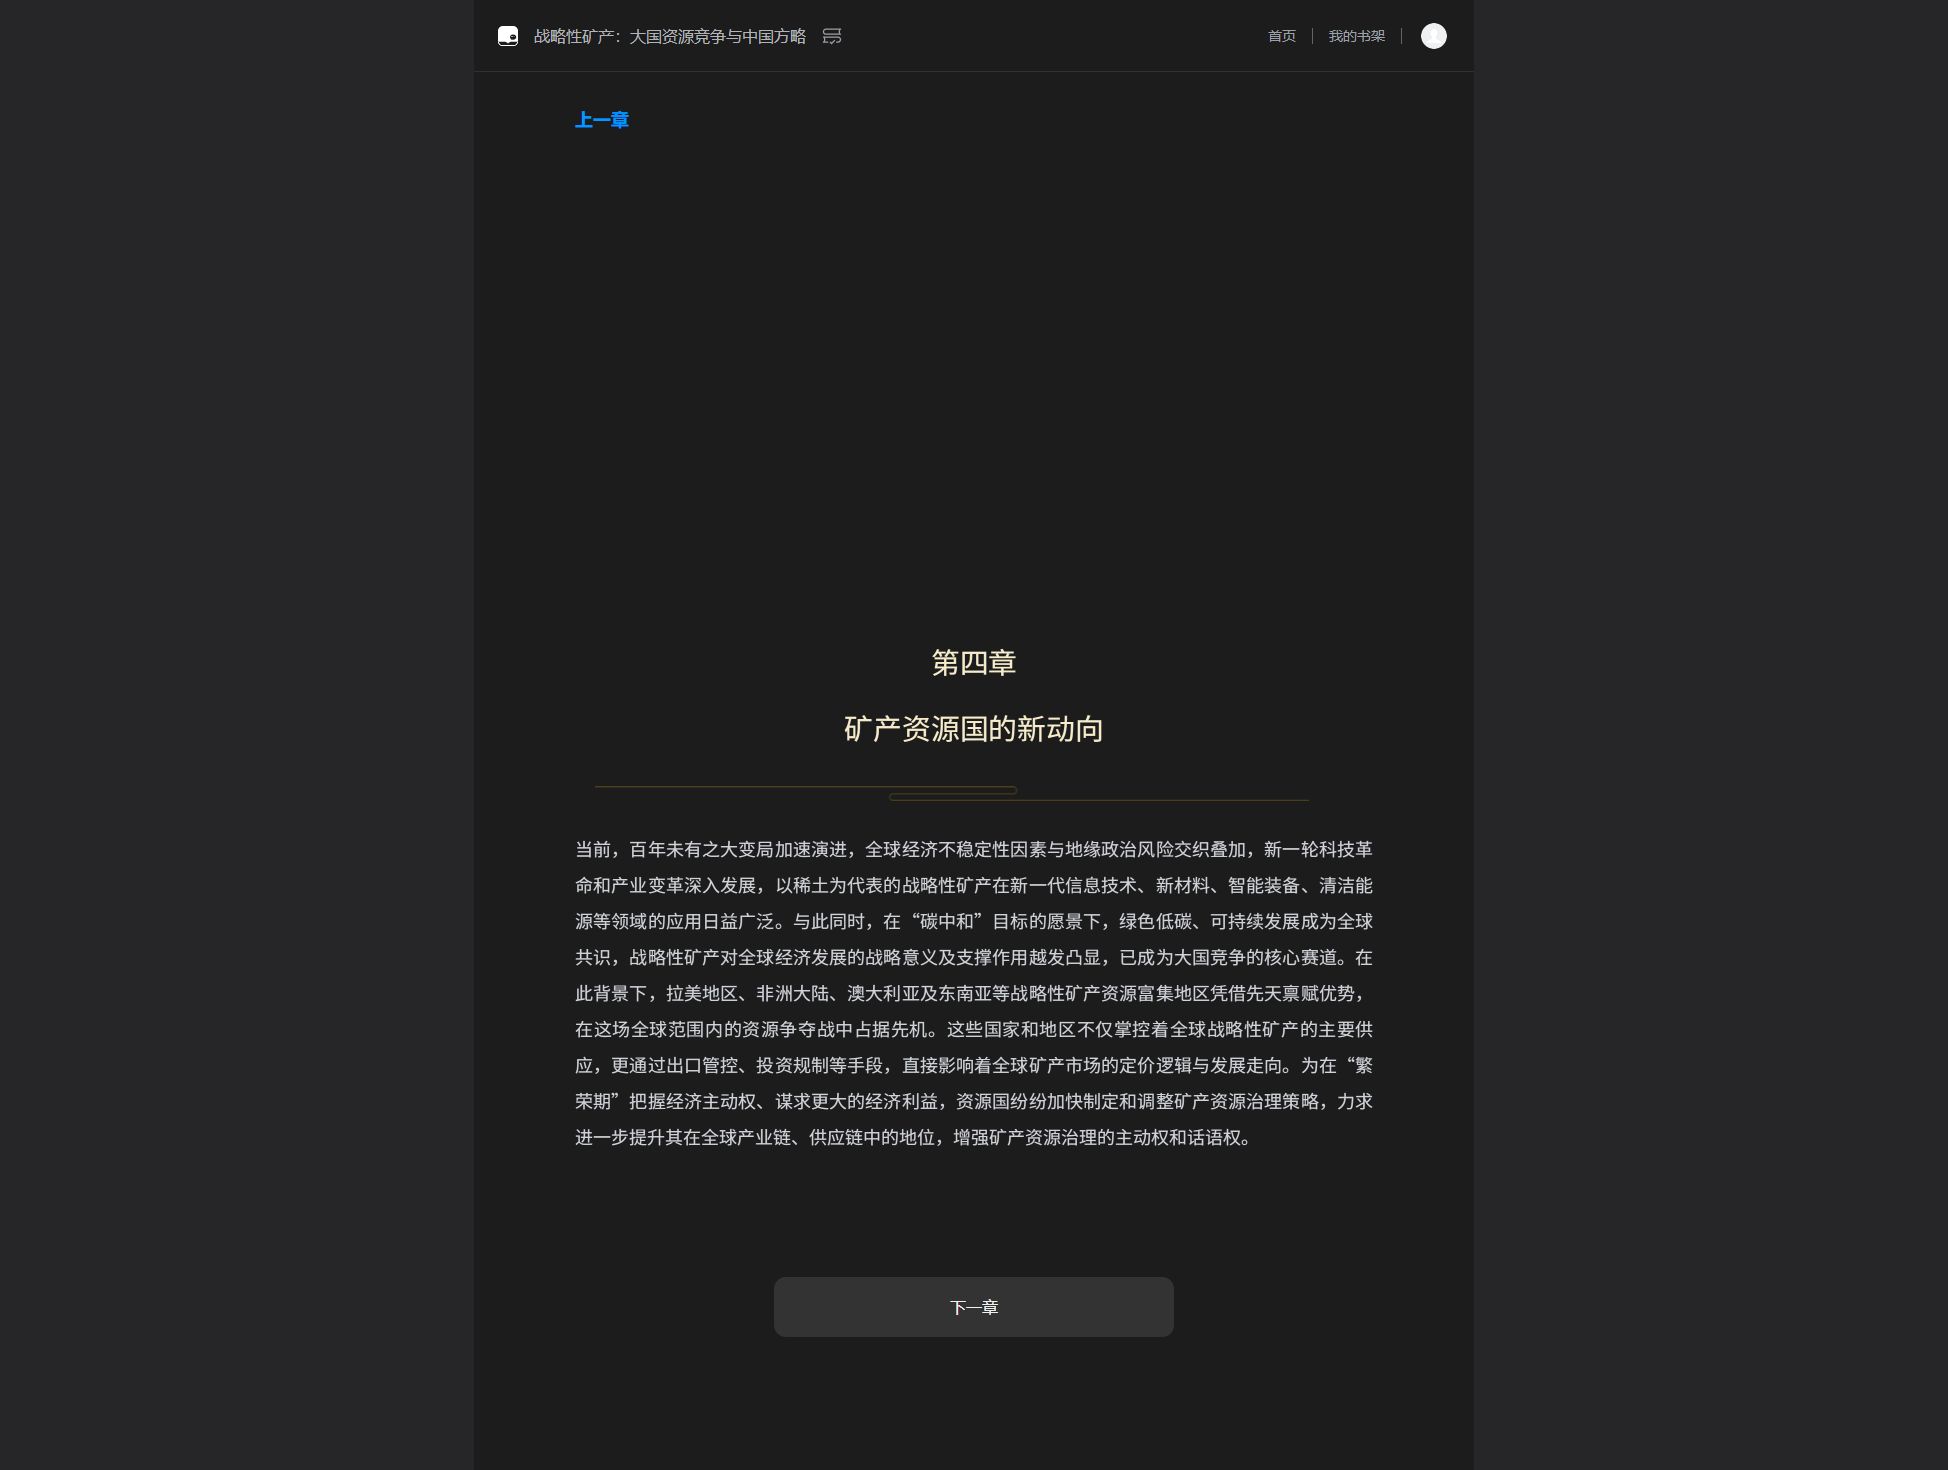 战略性矿产：大国资源竞争与中国方略
首页
我的书架
上一章
第四章
矿产资源国的新动向
当前，百年未有之大变局加速演进，全球经济不稳定性因素与地缘政治风险交织叠加，新一轮科技革
命和产业变革深入发展，以稀土为代表的战略性矿产在新一代信息技术、新材料、智能装备、清洁能
源等领域的应用日益广泛。与此同时，在“碳中和”目标的愿景下，绿色低碳、可持续发展成为全球
共识，战略性矿产对全球经济发展的战略意义及支撑作用越发凸显，已成为大国竞争的核心赛道。在
此背景下，拉美地区、非洲大陆、澳大利亚及东南亚等战略性矿产资源富集地区凭借先天禀赋优势，
在这场全球范围内的资源争夺战中占据先机。这些国家和地区不仅掌控着全球战略性矿产的主要供
应，更通过出口管控、投资规制等手段，直接影响着全球矿产市场的定价逻辑与发展走向。为在“繁
荣期”把握经济主动权、谋求更大的经济利益，资源国纷纷加快制定和调整矿产资源治理策略，力求
进一步提升其在全球产业链、供应链中的地位，增强矿产资源治理的主动权和话语权。
下一章